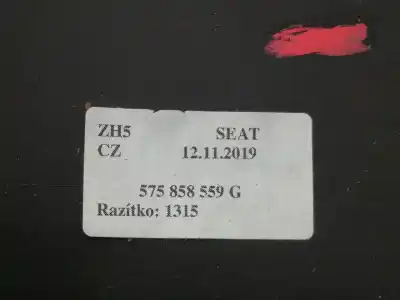 ZH5 SEAT
CZ 12.11.2019
575 858 559 G
Razítko: 1315